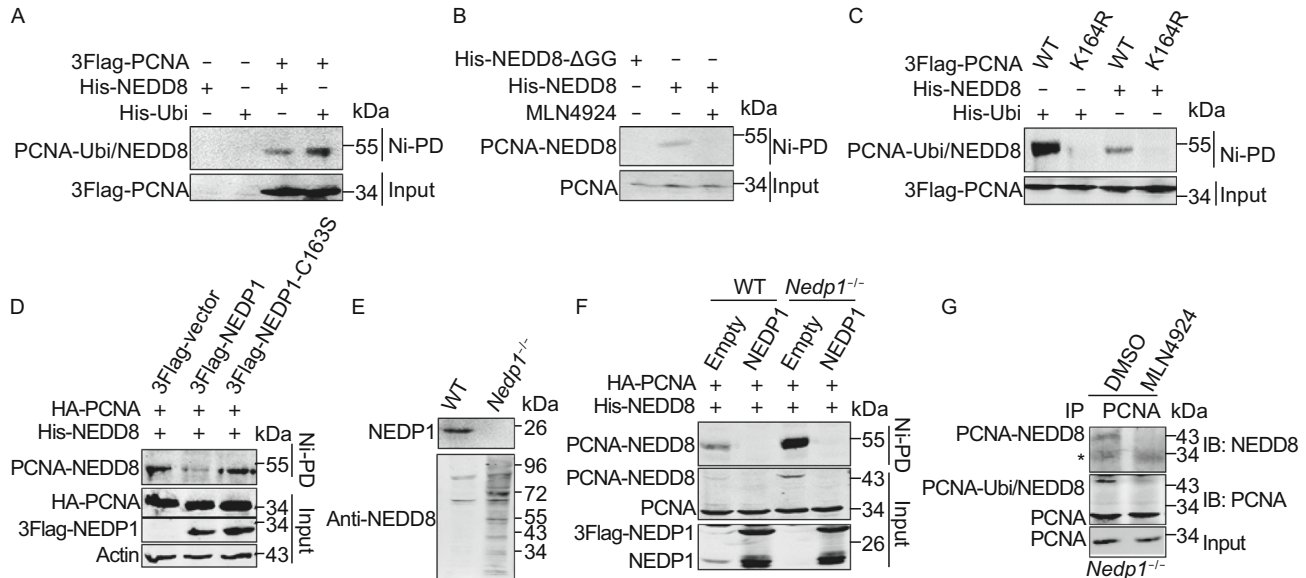 A
3Flag-PCNA – – + +
His-NEDD8 + – + –
His-Ubi – + – + kDa
PCNA-Ubi/NEDD8 55 Ni-PD
3Flag-PCNA 34 Input
B
His-NEDD8-ΔGG + – –
His-NEDD8 – + +
MLN4924 – – + kDa
PCNA-NEDD8 55 Ni-PD
PCNA 34 Input
C
3Flag-PCNA WT K164R WT K164R
His-NEDD8 – – + + kDa
His-Ubi + + – –
PCNA-Ubi/NEDD8 55 Ni-PD
3Flag-PCNA 34 Input
D
3Flag-vector 3Flag-NEDP1 3Flag-NEDP1-C163S
HA-PCNA + + +
His-NEDD8 + + + kDa
PCNA-NEDD8 55 Ni-PD
HA-PCNA 34 Input
3Flag-NEDP1 34
Actin 43
E
WT Nedp1⁻/⁻ kDa
NEDP1 26
Anti-NEDD8 96
72
55
43
34
F
WT Nedp1⁻/⁻
Empty NEDP1 Empty NEDP1
HA-PCNA + + + +
His-NEDD8 + + + + kDa
PCNA-NEDD8 55 Ni-PD
PCNA-NEDD8 43 Input
PCNA 34
3Flag-NEDP1
NEDP1 26
G
DMSO MLN4924
IP PCNA kDa
PCNA-NEDD8 43 IB: NEDD8
* 34
PCNA-Ubi/NEDD8 43 IB: PCNA
PCNA 34
PCNA 34 Input
Nedp1⁻/⁻